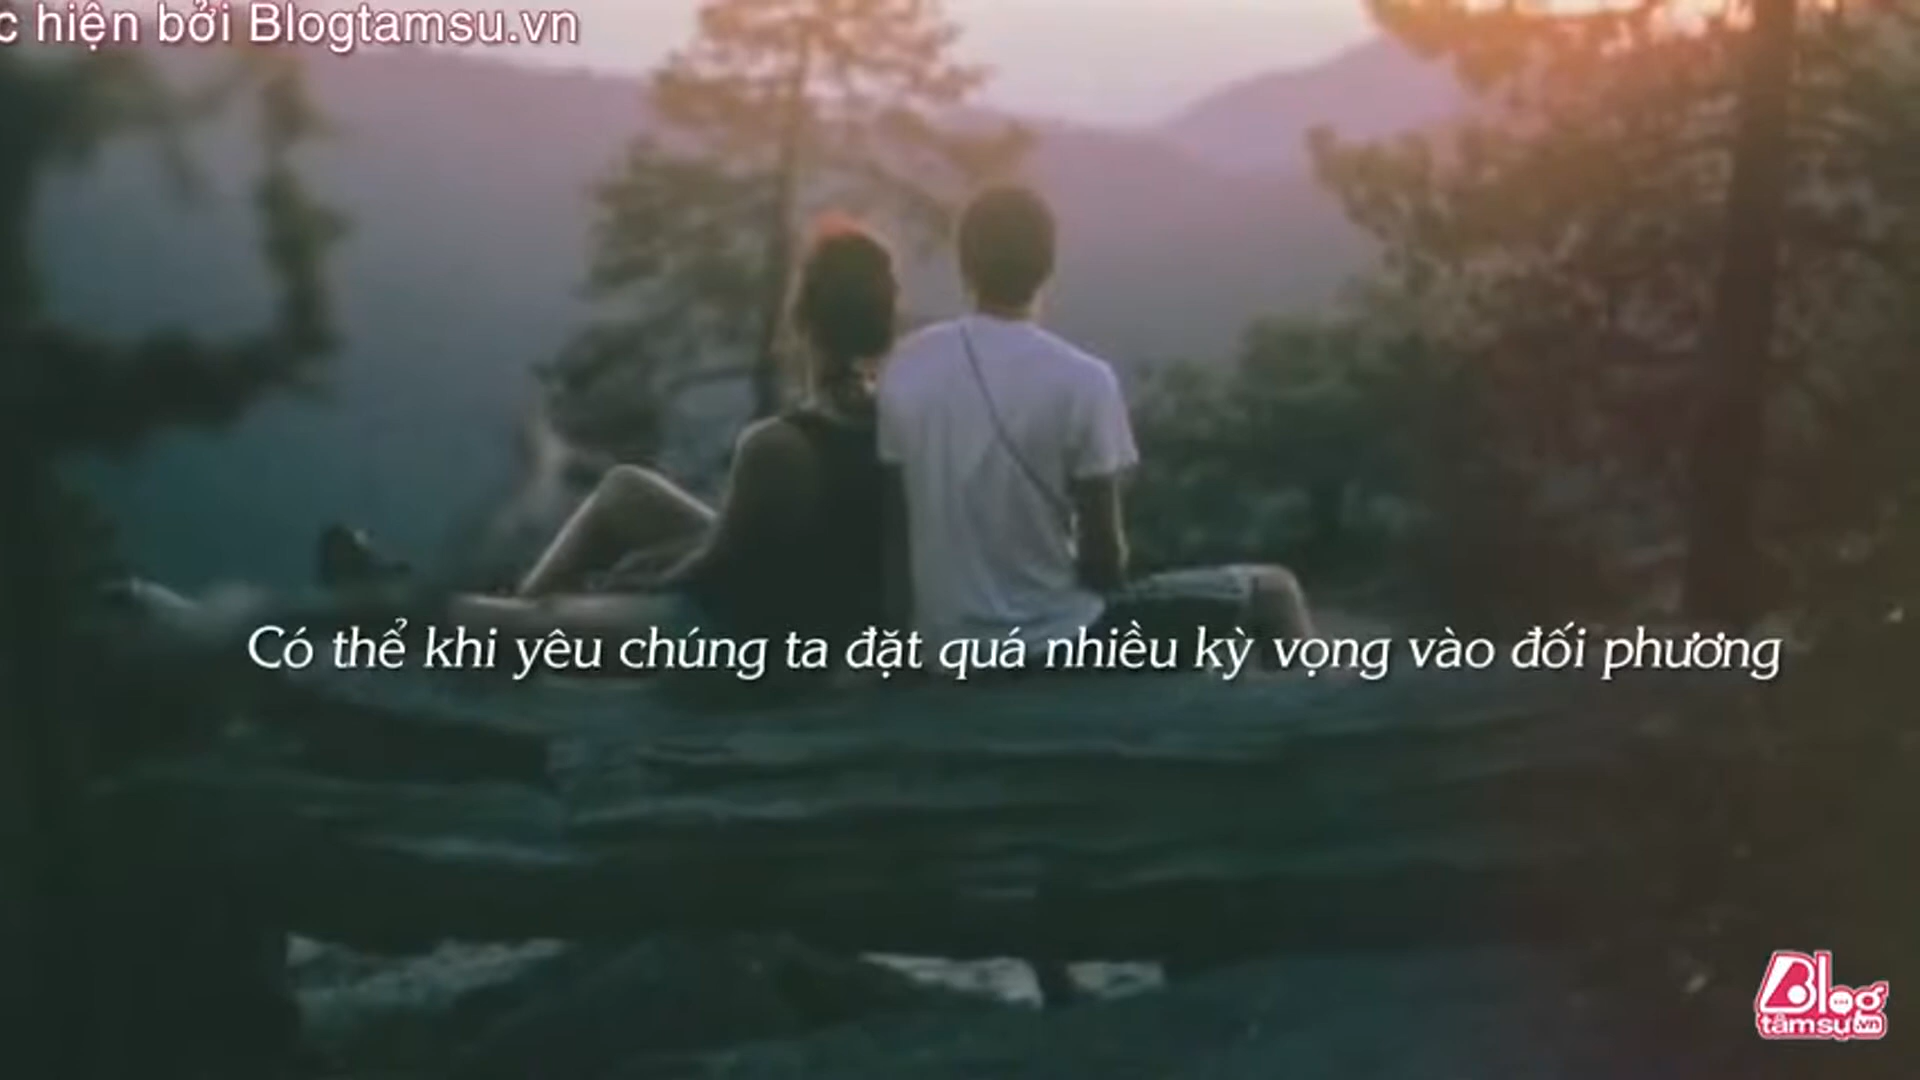 c hiện bởi Blogtamsu.vn
Có thể khi yêu chúng ta đặt quá nhiều kỳ vọng vào đối phương
Blog
tâmsự.vn